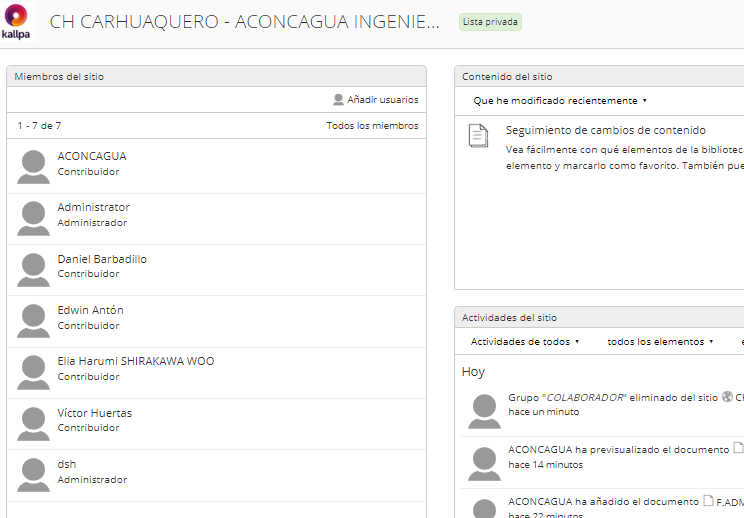 kallpa
CH CARHUAQUERO - ACONCAGUA INGENIE...
Lista privada
Miembros del sitio
Añadir usuarios
1 - 7 de 7
Todos los miembros
ACONCAGUA
Contribuidor
Administrator
Administrador
Daniel Barbadillo
Contribuidor
Edwin Antón
Contribuidor
Elia Harumi SHIRAKAWA WOO
Contribuidor
Víctor Huertas
Contribuidor
dsh
Administrador
Contenido del sitio
Que he modificado recientemente
Seguimiento de cambios de contenido
Vea fácilmente con qué elementos de la biblioteca
elemento y marcarlo como favorito. También pue
Actividades del sitio
Actividades de todos
todos los elementos
Hoy
Grupo "COLABORADOR" eliminado del sitio
hace un minuto
ACONCAGUA ha previsualizado el documento
hace 14 minutos
ACONCAGUA ha añadido el documento F.ADM
hace 22 minutos